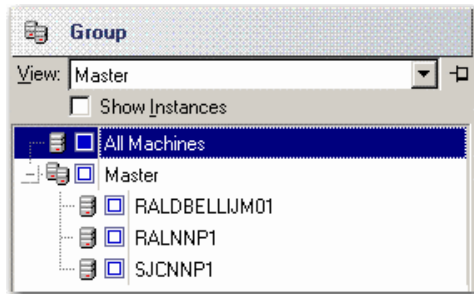 Group
View: Master
Show Instances
All Machines
Master
RALDBELLIJM01
RALNNP1
SJCNNP1